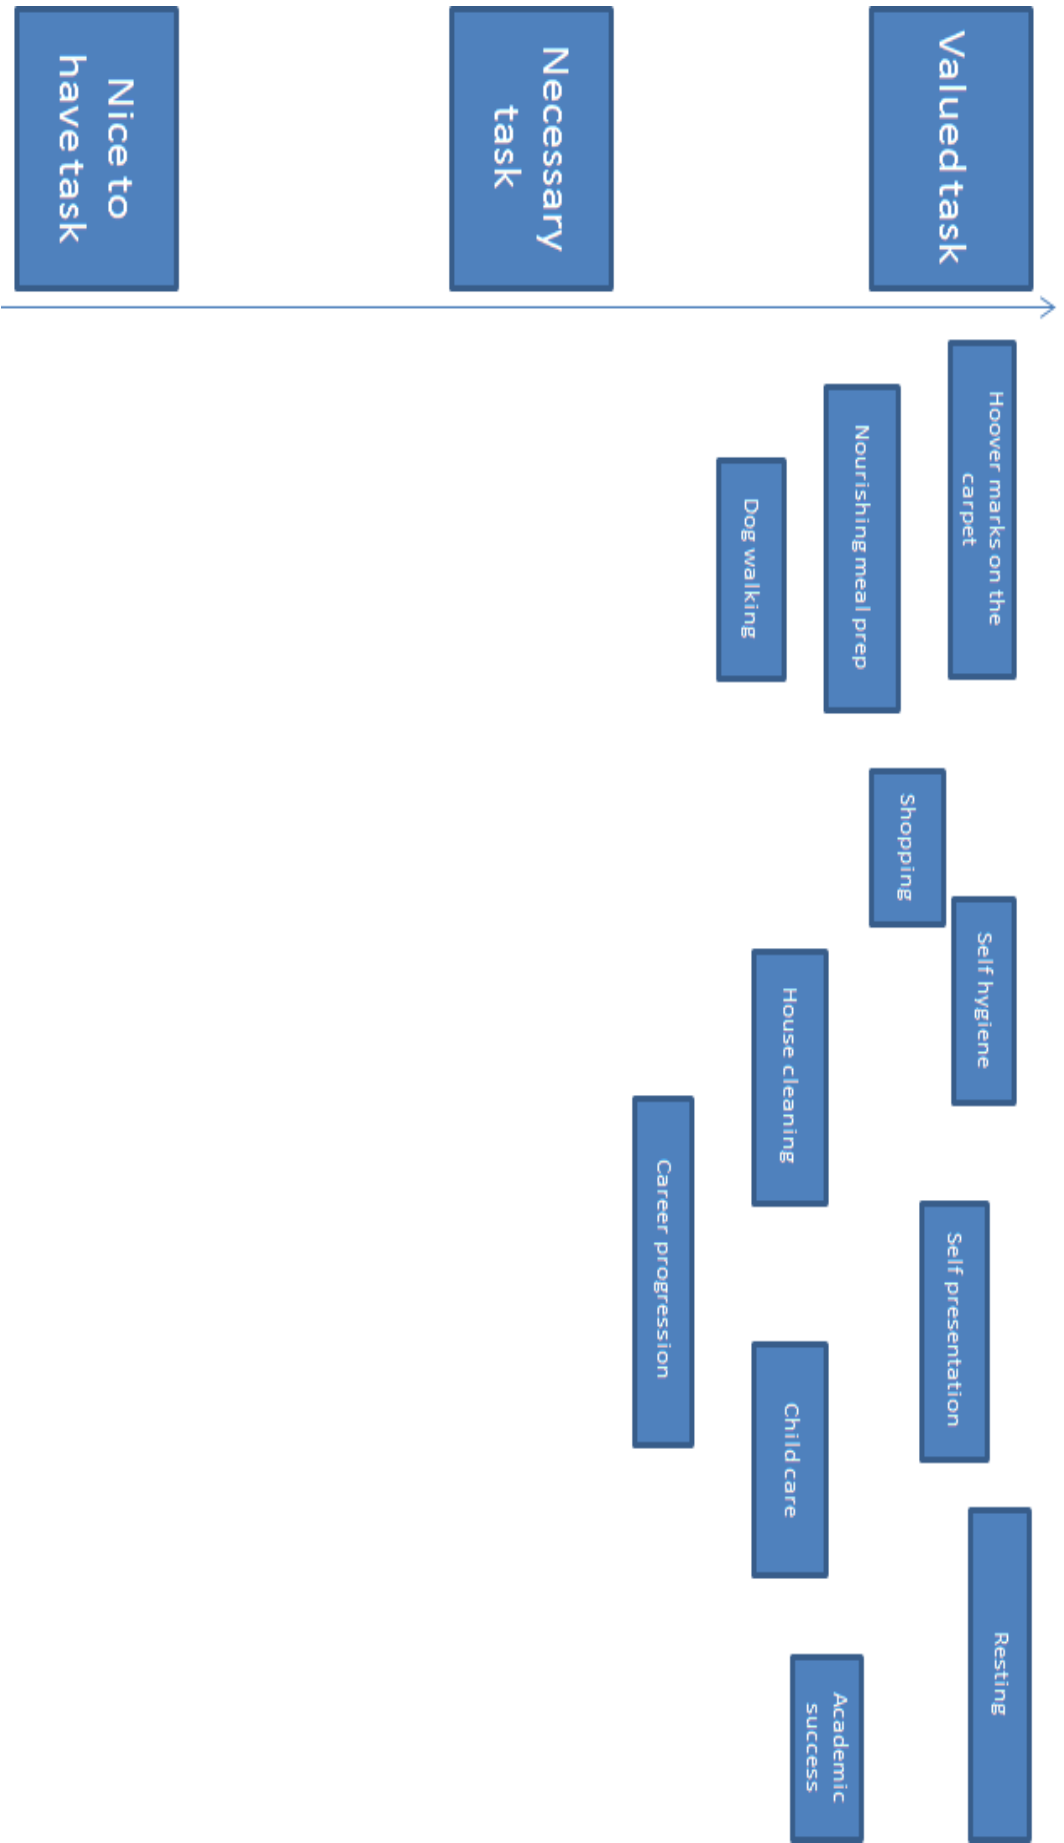 Valued task
Hoover marks on the
carpet
Self hygiene
Resting
Self presentation
Shopping
Nourishing meal prep
Academic
success
House cleaning
Child care
Dog walking
Career progression
Necessary
task
Nice to
have task